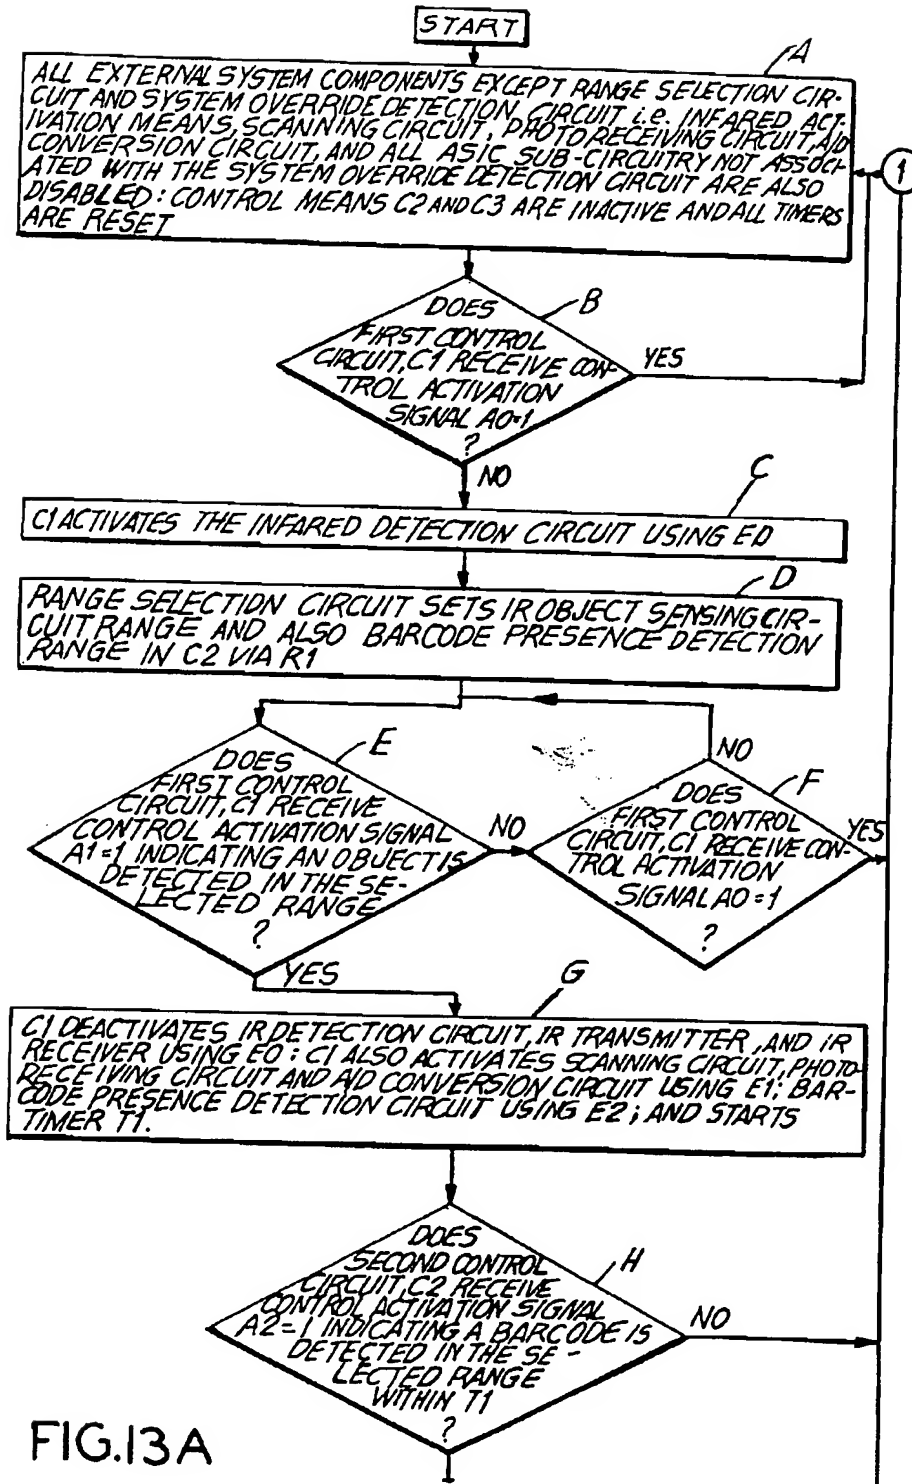 START
A
ALL EXTERNAL SYSTEM COMPONENTS EXCEPT RANGE SELECTION CIR-
CUIT AND SYSTEM OVERRIDE DETECTION CIRCUIT i.e. INFARED ACT-
IVATION MEANS, SCANNING CIRCUIT, PHOTORECEIVING CIRCUIT, A/D
CONVERSION CIRCUIT, AND ALL ASIC SUB-CIRCUITRY NOT ASSOCI-
ATED WITH THE SYSTEM OVERRIDE DETECTION CIRCUIT ARE ALSO
DISABLED: CONTROL MEANS C2 AND C3 ARE INACTIVE AND ALL TIMERS
ARE RESET
1
B
DOES
FIRST CONTROL
CIRCUIT, C1 RECEIVE CON-
TROL ACTIVATION
SIGNAL A0=1
?
YES
NO
C
C1 ACTIVATES THE INFARED DETECTION CIRCUIT USING E0
D
RANGE SELECTION CIRCUIT SETS IR OBJECT SENSING CIR-
CUIT RANGE AND ALSO BARCODE PRESENCE DETECTION
RANGE IN C2 VIA R1
E
DOES
FIRST CONTROL
CIRCUIT, C1 RECEIVE
CONTROL ACTIVATION SIGNAL
A1=1 INDICATING AN OBJECT IS
DETECTED IN THE SE-
LECTED RANGE
?
NO
YES
F
DOES
FIRST CONTROL
CIRCUIT, C1 RECEIVE CON-
TROL ACTIVATION
SIGNAL A0=1
?
NO
YES
G
C1 DEACTIVATES IR DETECTION CIRCUIT, IR TRANSMITTER, AND IR
RECEIVER USING E0: C1 ALSO ACTIVATES SCANNING CIRCUIT, PHOTO-
RECEIVING CIRCUIT AND A/D CONVERSION CIRCUIT USING E1; BAR-
CODE PRESENCE DETECTION CIRCUIT USING E2; AND STARTS
TIMER T1.
H
DOES
SECOND CONTROL
CIRCUIT, C2 RECEIVE
CONTROL ACTIVATION SIGNAL
A2=1 INDICATING A BARCODE IS
DETECTED IN THE SE-
LECTED RANGE
WITHIN T1
?
NO
FIG.13A